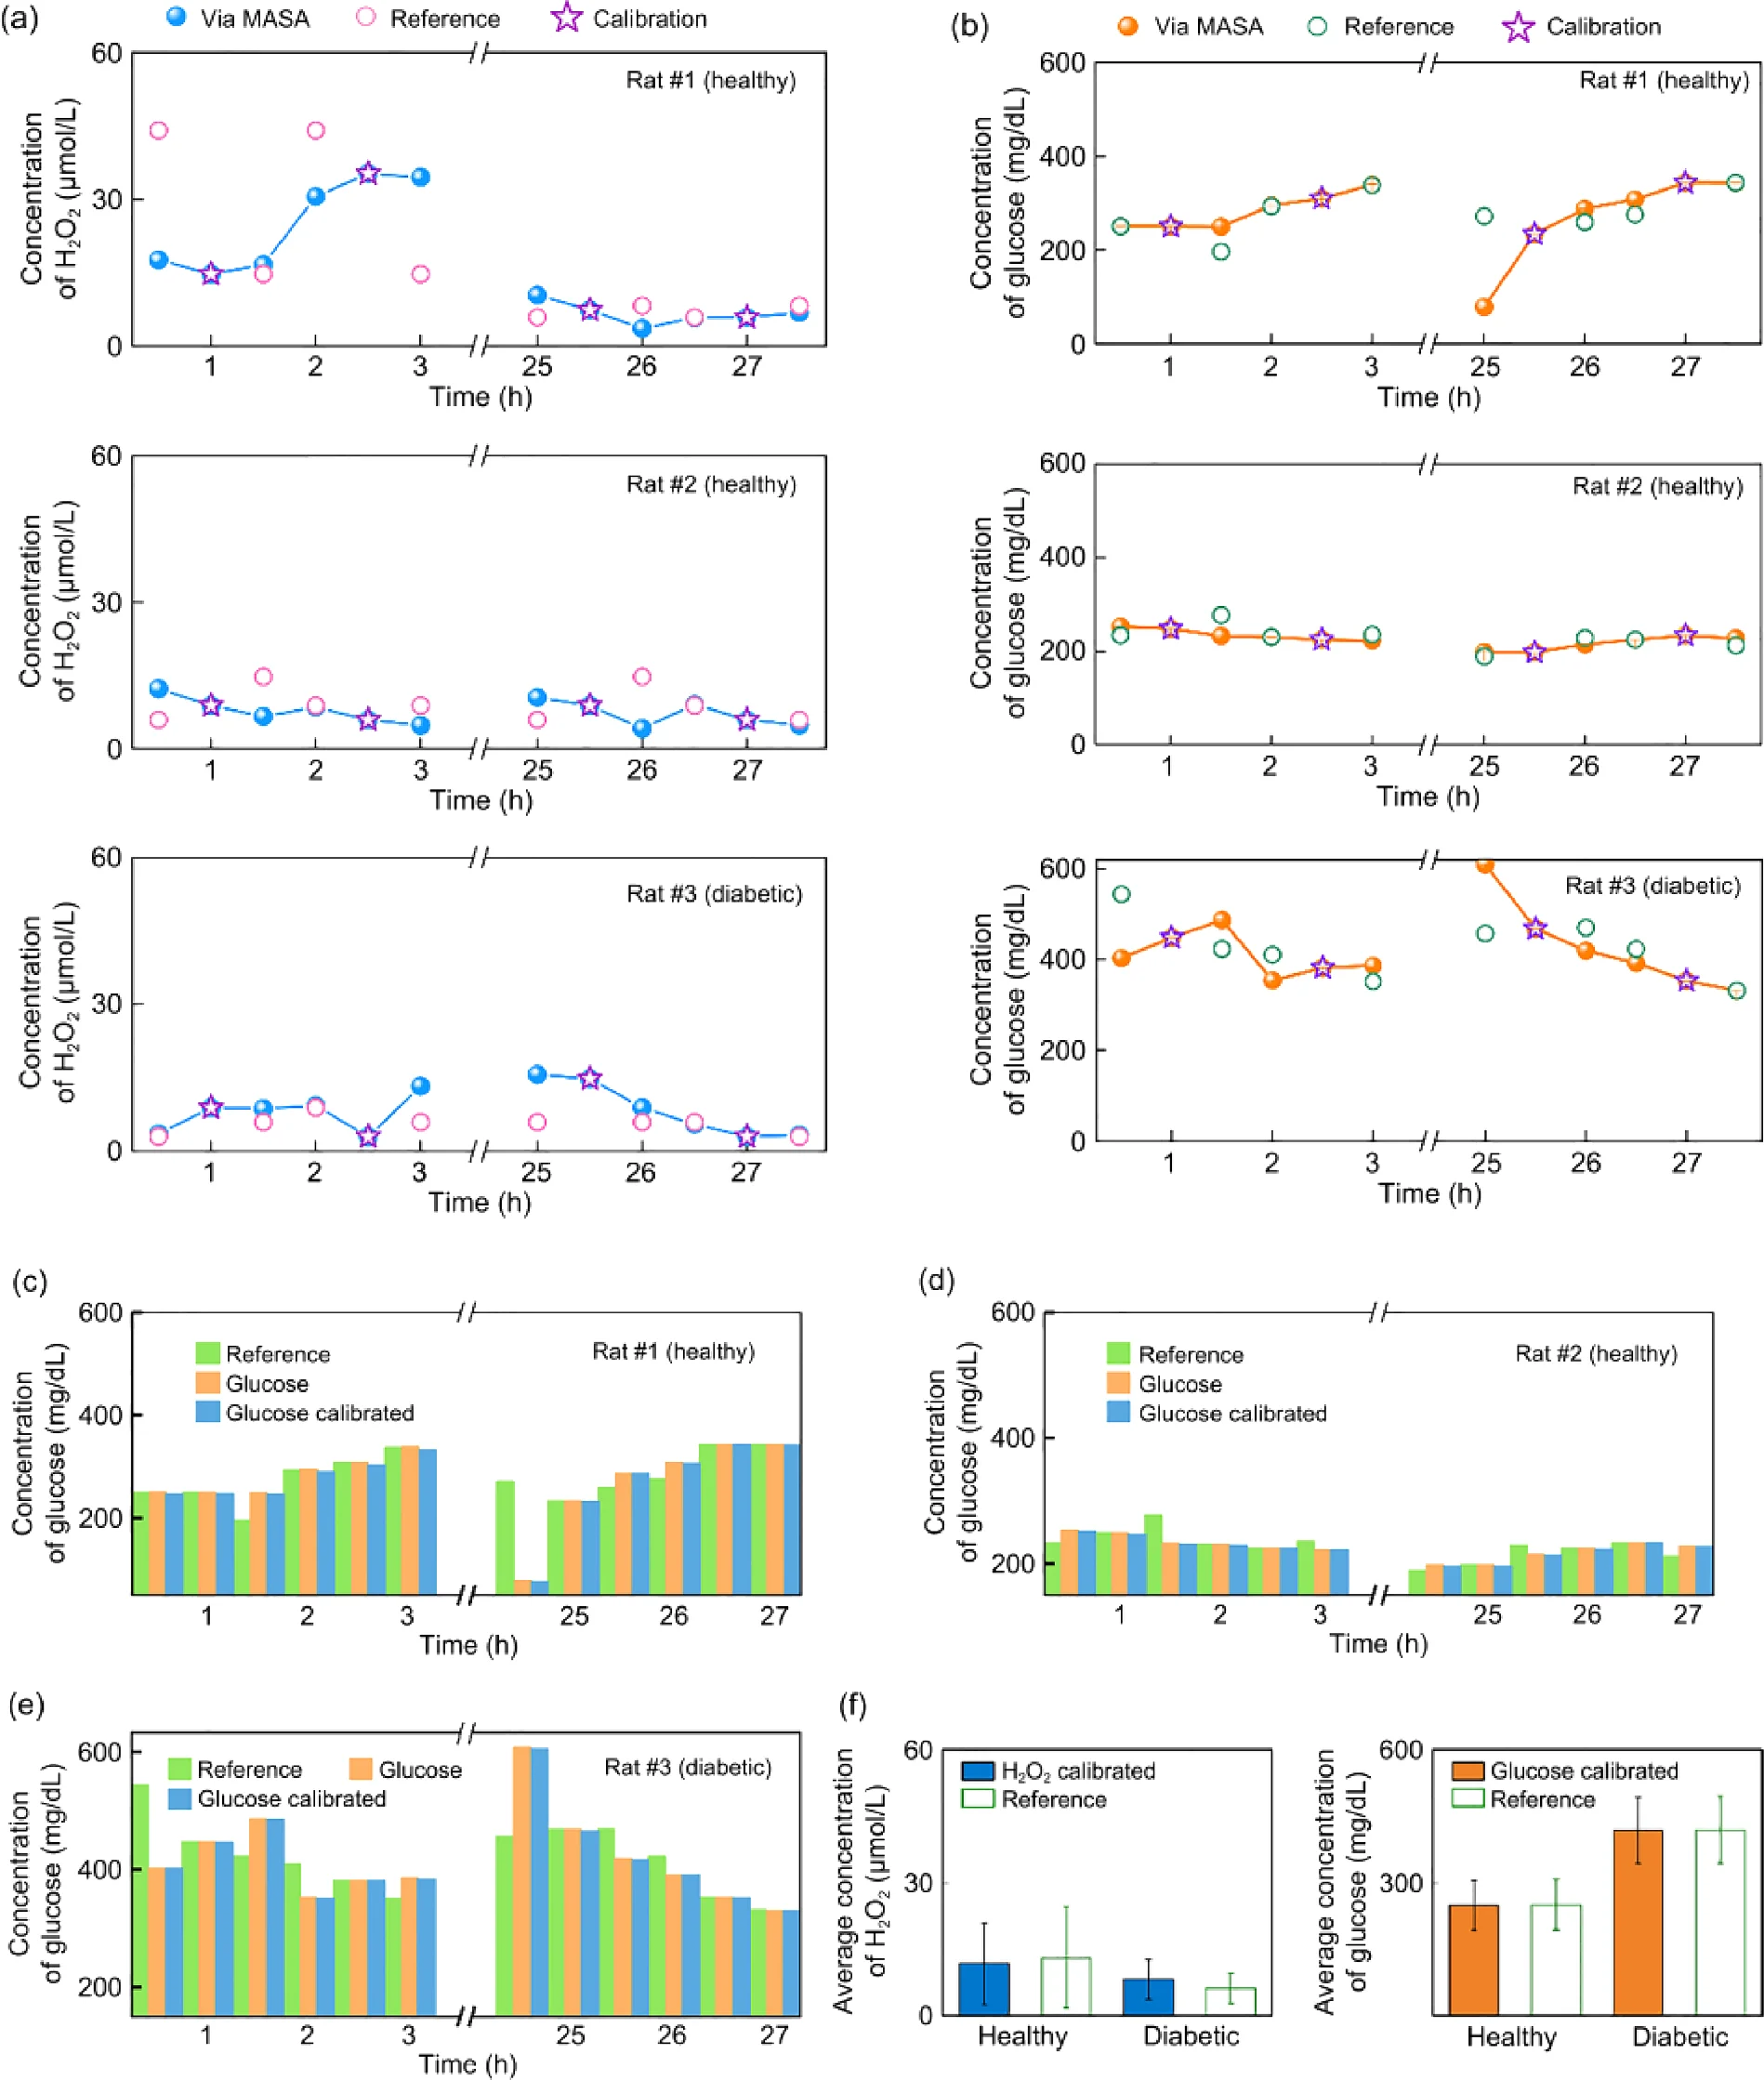 (a) Via MASA Reference Calibration
60
30
0
Concentration
of H₂O₂ (μmol/L)
Rat #1 (healthy)
1 2 3 25 26 27
Time (h)
60
30
0
Concentration
of H₂O₂ (μmol/L)
Rat #2 (healthy)
1 2 3 25 26 27
Time (h)
60
30
0
Concentration
of H₂O₂ (μmol/L)
Rat #3 (diabetic)
1 2 3 25 26 27
Time (h)
(b) Via MASA Reference Calibration
600
400
200
0
Concentration
of glucose (mg/dL)
Rat #1 (healthy)
1 2 3 25 26 27
Time (h)
600
400
200
0
Concentration
of glucose (mg/dL)
Rat #2 (healthy)
1 2 3 25 26 27
Time (h)
600
400
200
0
Concentration
of glucose (mg/dL)
Rat #3 (diabetic)
1 2 3 25 26 27
Time (h)
(c)
600
400
200
Concentration
of glucose (mg/dL)
Reference
Glucose
Glucose calibrated
Rat #1 (healthy)
1 2 3 25 26 27
Time (h)
(d)
600
400
200
Concentration
of glucose (mg/dL)
Reference
Glucose
Glucose calibrated
Rat #2 (healthy)
1 2 3 25 26 27
Time (h)
(e)
600
400
200
Concentration
of glucose (mg/dL)
Reference Glucose
Glucose calibrated
Rat #3 (diabetic)
1 2 3 25 26 27
Time (h)
(f)
60
30
0
Average concentration
of H₂O₂ (μmol/L)
H₂O₂ calibrated
Reference
Healthy Diabetic
600
300
Average concentration
of glucose (mg/dL)
Glucose calibrated
Reference
Healthy Diabetic